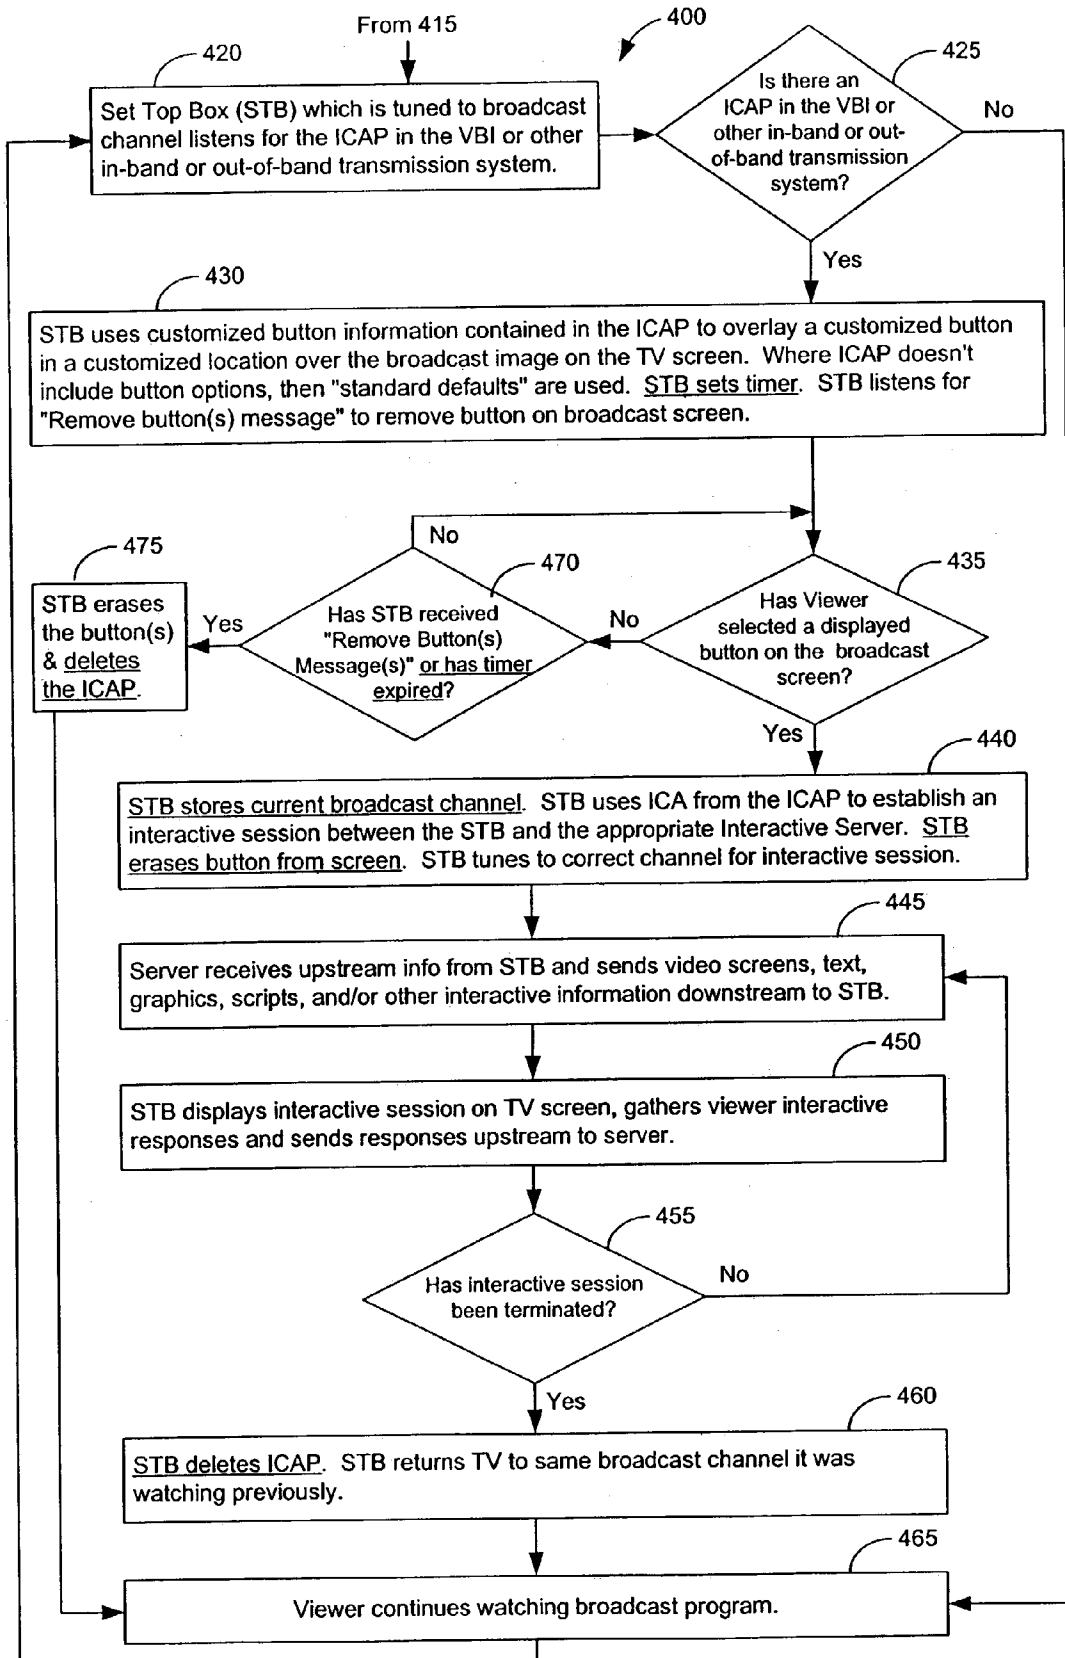 From 415
400
420
Set Top Box (STB) which is tuned to broadcast
channel listens for the ICAP in the VBI or other
in-band or out-of-band transmission system.
425
Is there an
ICAP in the VBI or
other in-band or out-
of-band transmission
system?
No
Yes
430
STB uses customized button information contained in the ICAP to overlay a customized button
in a customized location over the broadcast image on the TV screen. Where ICAP doesn't
include button options, then "standard defaults" are used. STB sets timer. STB listens for
"Remove button(s) message" to remove button on broadcast screen.
435
Has Viewer
selected a displayed
button on the broadcast
screen?
No
Yes
470
Has STB received
"Remove Button(s)
Message(s)" or has timer
expired?
No
Yes
475
STB erases
the button(s)
& deletes
the ICAP.
440
STB stores current broadcast channel. STB uses ICA from the ICAP to establish an
interactive session between the STB and the appropriate Interactive Server. STB
erases button from screen. STB tunes to correct channel for interactive session.
445
Server receives upstream info from STB and sends video screens, text,
graphics, scripts, and/or other interactive information downstream to STB.
450
STB displays interactive session on TV screen, gathers viewer interactive
responses and sends responses upstream to server.
455
Has interactive session
been terminated?
No
Yes
460
STB deletes ICAP. STB returns TV to same broadcast channel it was
watching previously.
465
Viewer continues watching broadcast program.